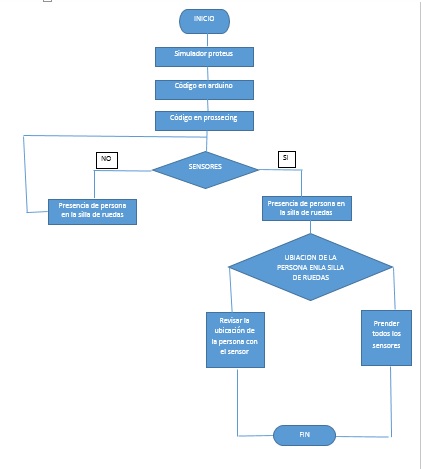 INICIO
Simulador proteus
Código en arduino
Código en prossecing
NO
SI
SENSORES
Presencia de persona
en la silla de ruedas
Presencia de persona en
la silla de ruedas
UBIACION DE LA
PERSONA ENLA SILLA
DE RUEDAS
Revisar la
ubicación de
la persona con
el sensor
Prender
todos los
sensores
FIN